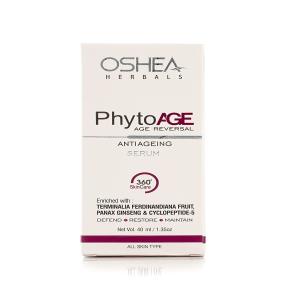 OSHEA
HERBALS
PhytoAGE
AGE REVERSAL
ANTIAGEING
SERUM
360°
SkinCare
Enriched with
TERMINALIA FERDINANDIANA FRUIT,
PANAX GINSENG & CYCLOPEPTIDE-5
DEFEND • RESTORE • MAINTAIN
Net Vol. 40 ml / 1.35oz
ALL SKIN TYPE